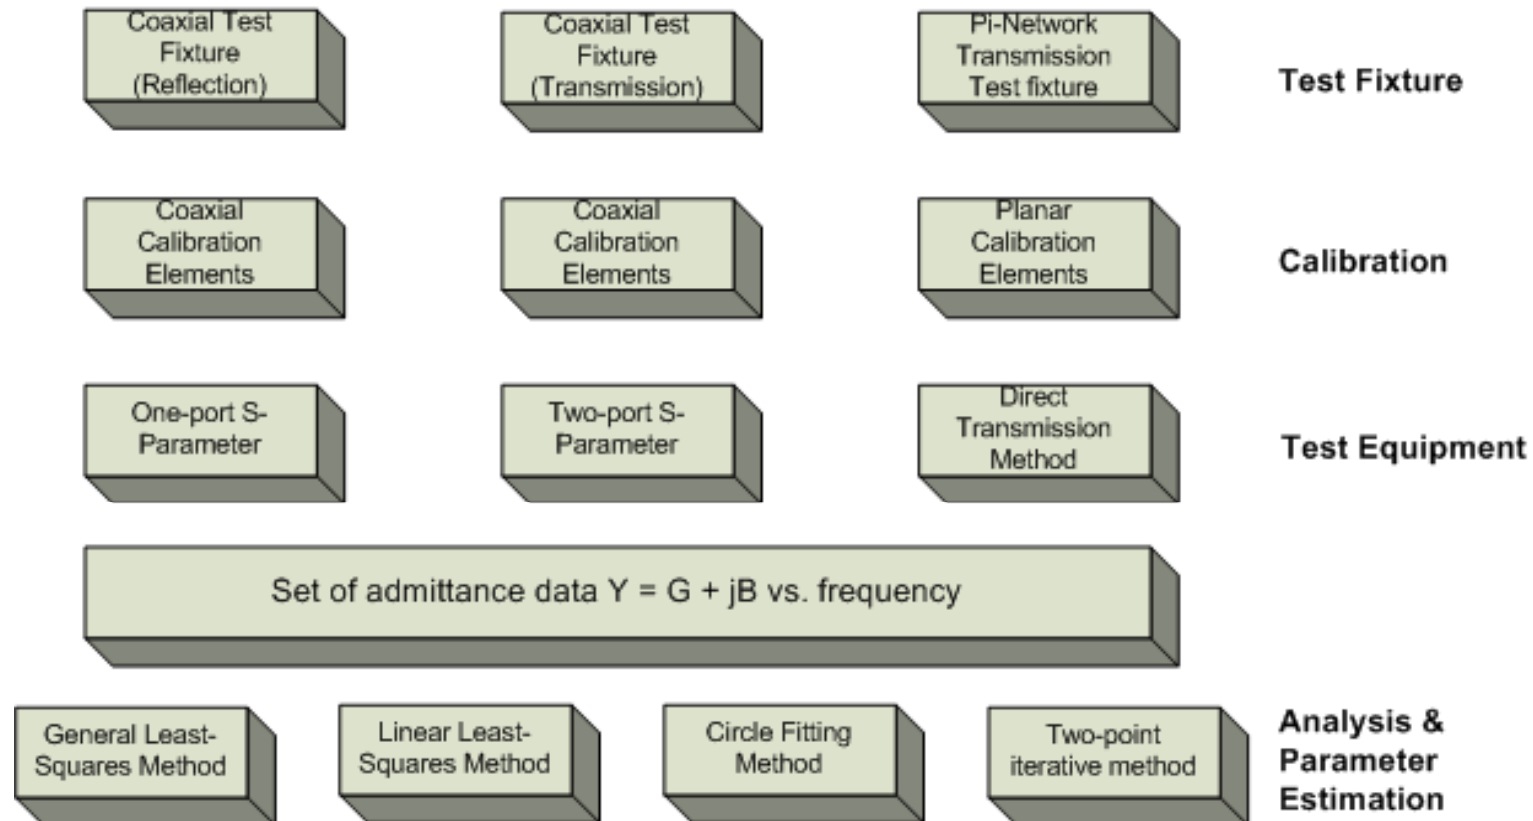 Coaxial Test
Fixture
(Reflection)
Coaxial Test
Fixture
(Transmission)
Pi-Network
Transmission
Test fixture
Test Fixture
Coaxial
Calibration
Elements
Coaxial
Calibration
Elements
Planar
Calibration
Elements
Calibration
One-port S-
Parameter
Two-port S-
Parameter
Direct
Transmission
Method
Test Equipment
Set of admittance data Y = G + jB vs. frequency
General Least-
Squares Method
Linear Least-
Squares Method
Circle Fitting
Method
Two-point
iterative method
Analysis &
Parameter
Estimation